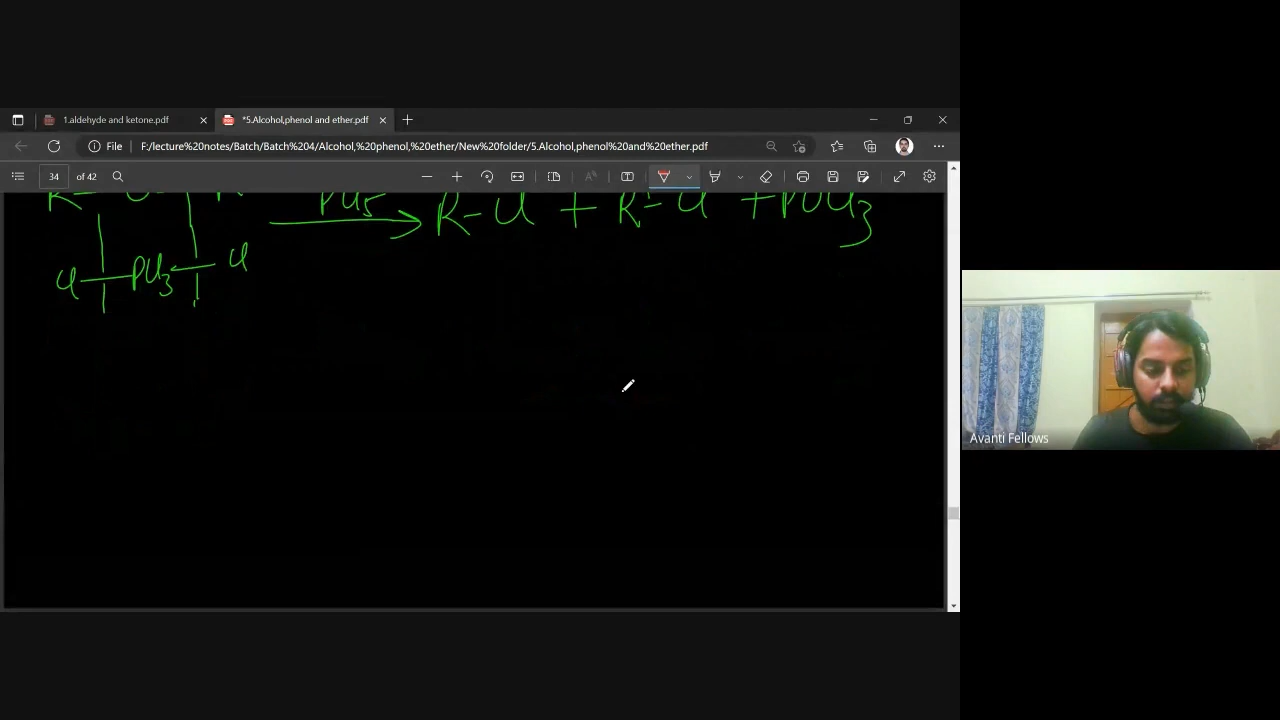 1.aldehyde and ketone.pdf
*5.Alcohol,phenol and ether.pdf
File
F:/lecture%20notes/Batch/Batch%204/Alcohol,%20phenol,%20ether/New%20folder/5.Alcohol,phenol%20and%20ether.pdf
34 of 42
PCl5
R-Cl + R'-Cl + POCl3
Cl PCl3 Cl
Avanti Fellows